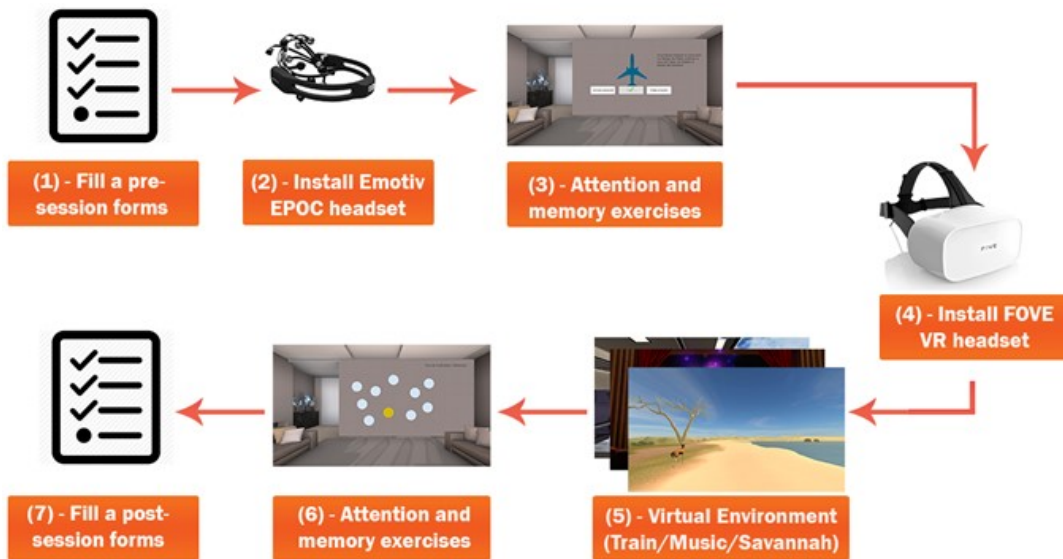 (1) - Fill a pre-
session forms
(2) - Install Emotiv
EPOC headset
(3) - Attention and
memory exercises
FOVE
(4) - Install FOVE
VR headset
(5) - Virtual Environment
(Train/Music/Savannah)
(6) - Attention and
memory exercises
(7) - Fill a post-
session forms